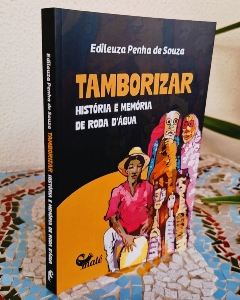 Edileuza Penha de Souza
TAMBORIZAR
HISTÓRIA E MEMÓRIA
DE RODA D'ÁGUA
malê
Edileuza Penha de Souza
TAMBORIZAR HISTÓRIA E MEMÓRIA DE RODA D'ÁGUA